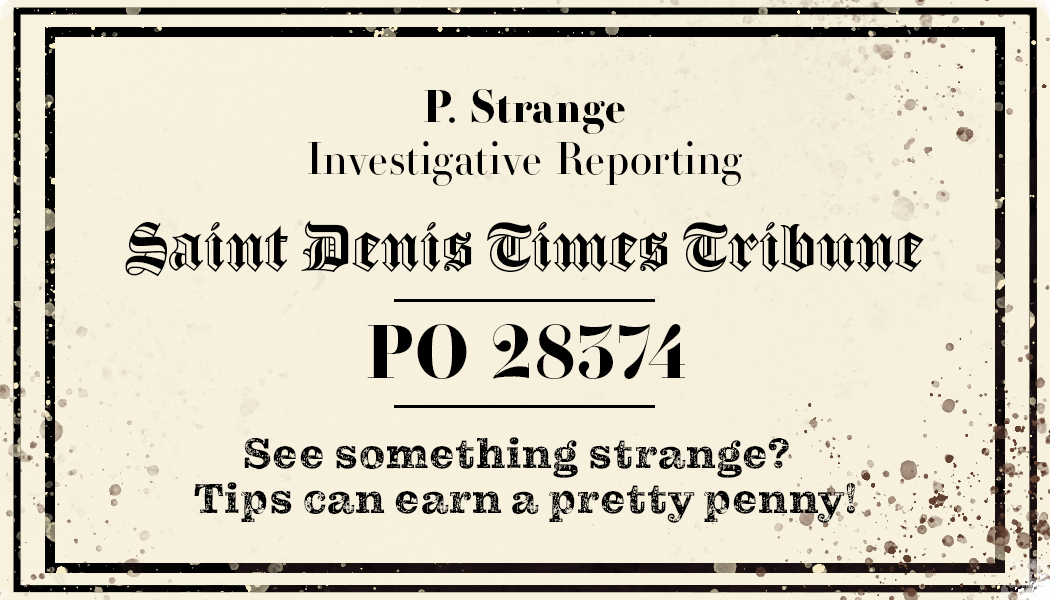 P. Strange
Investigative Reporting
Saint Denis Times Tribune
PO 28374
See something strange?
Tips can earn a pretty penny!